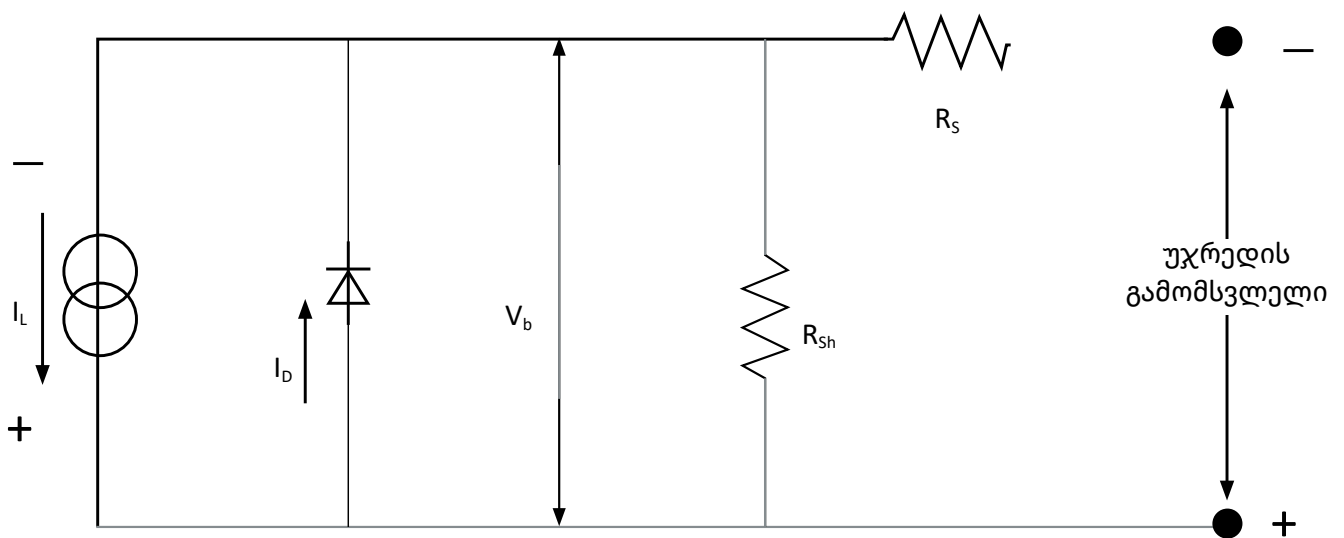 R_S
—
—
I_L
+
I_D
V_b
R_Sh
უჯრედის
გამომსვლელი
+